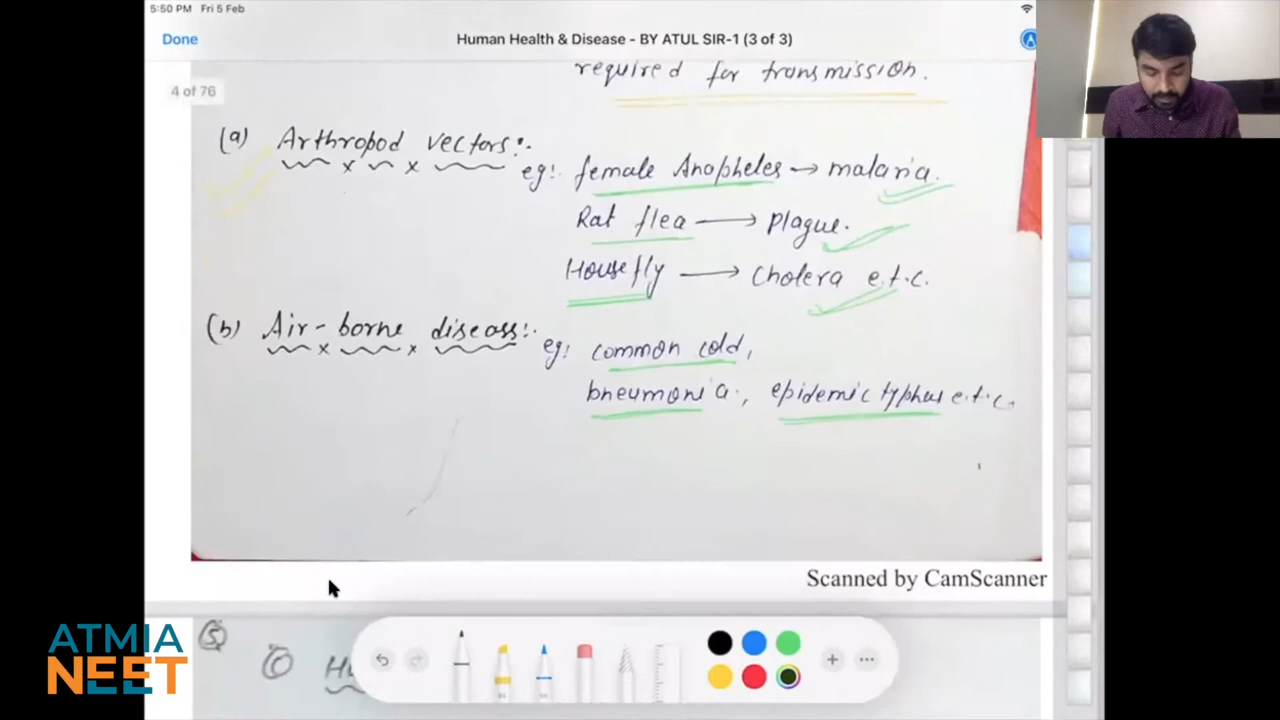 5:50 PM Fri 5 Feb
Done
Human Health & Disease - BY ATUL SIR-1 (3 of 3)
4 of 76
required for transmission.
(a) Arthropod vectors:-
eg:- female Anopheles → malaria.
Rat flea → plague.
Housefly → Cholera e.t.c.
(b) Air-borne diseases:-
eg: common cold,
pneumonia, epidemic typhus e.t.c.
Scanned by CamScanner
5
ATMIA
NEET